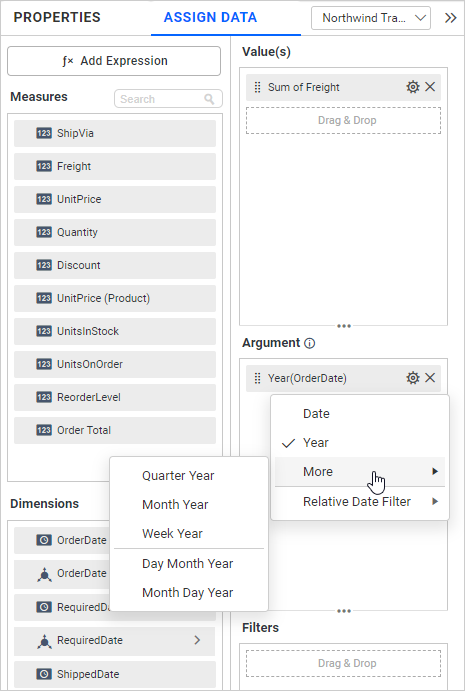 PROPERTIES
ASSIGN DATA
Northwind Tra...
fx Add Expression
Measures
Search
123 ShipVia
123 Freight
123 UnitPrice
123 Quantity
123 Discount
123 UnitPrice (Product)
123 UnitsInStock
123 UnitsOnOrder
123 ReorderLevel
123 Order Total
Dimensions
OrderDate
OrderDate
RequiredDa
RequiredDate
ShippedDate
Value(s)
Sum of Freight
Drag & Drop
Argument
Year(OrderDate)
Date
Year
More
Relative Date Filter
Quarter Year
Month Year
Week Year
Day Month Year
Month Day Year
Filters
Drag & Drop